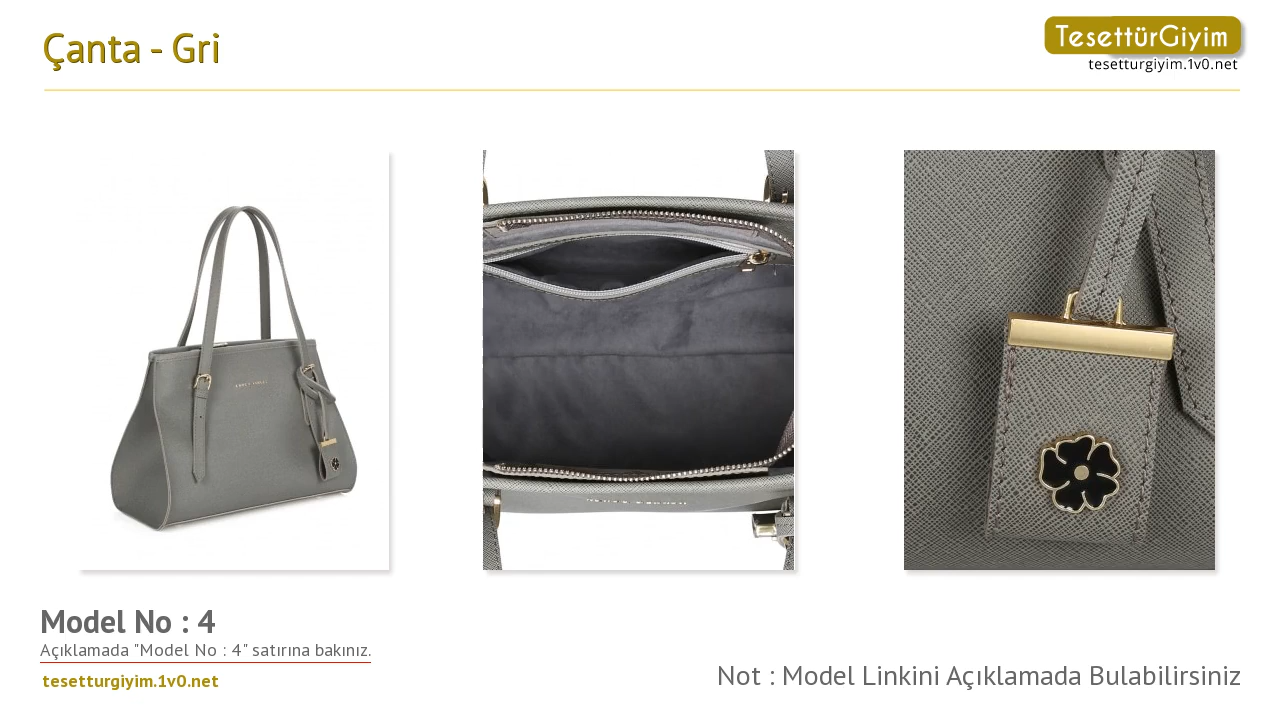 Çanta - Gri
TesettürGiyim
tesetturgiyim.1v0.net
Model No : 4
Açıklamada "Model No : 4" satırına bakınız.
tesetturgiyim.1v0.net
Not : Model Linkini Açıklamada Bulabilirsiniz